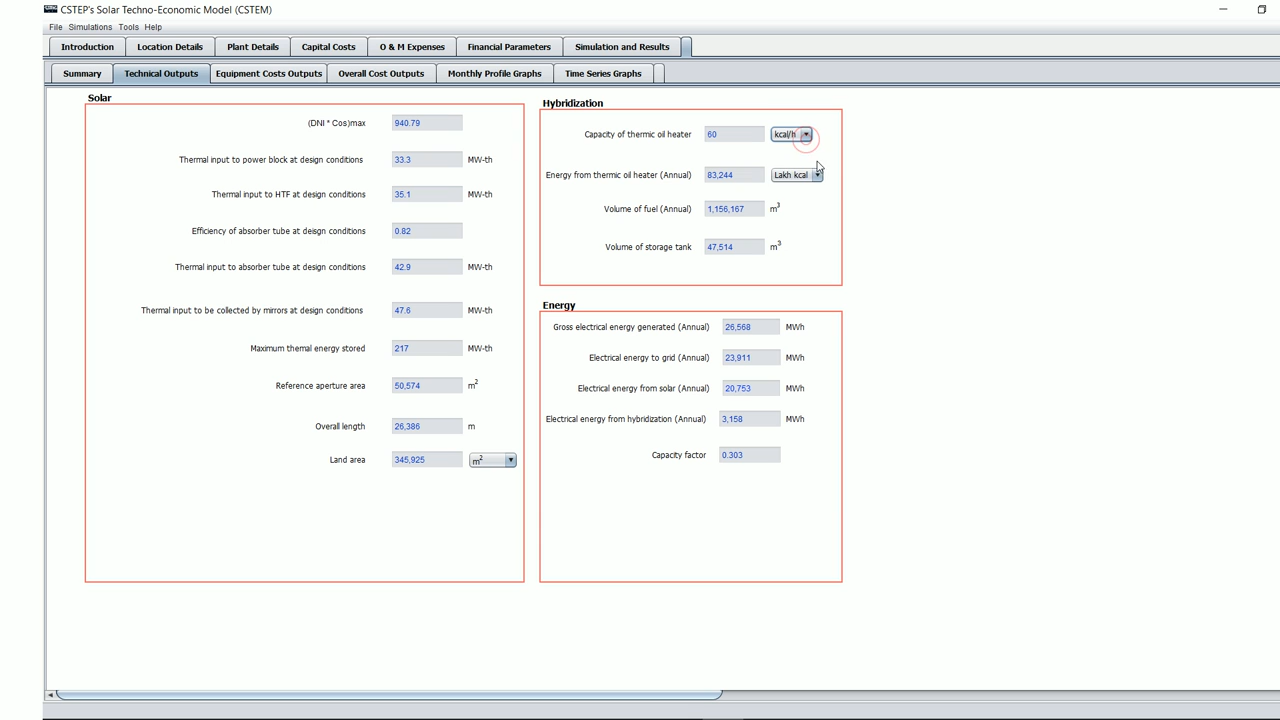 CSTEP's Solar Techno-Economic Model (CSTEM)
File Simulations Tools Help
Introduction Location Details Plant Details Capital Costs O & M Expenses Financial Parameters Simulation and Results
Summary Technical Outputs Equipment Costs Outputs Overall Cost Outputs Monthly Profile Graphs Time Series Graphs
Solar
(DNI * Cos)max 940.79
Thermal input to power block at design conditions 33.3 MW-th
Thermal input to HTF at design conditions 35.1 MW-th
Efficiency of absorber tube at deisgn conditions 0.82
Thermal input to absorber tube at design conditions 42.9 MW-th
Thermal input to be collected by mirrors at design conditions 47.6 MW-th
Maximum themal energy stored 217 MW-th
Reference aperture area 50,574 m²
Overall length 26,386 m
Land area 345,925 m²
Hybridization
Capacity of thermic oil heater 60 kcal/h
Energy from thermic oil heater (Annual) 83,244 Lakh kcal
Volume of fuel (Annual) 1,156,167 m³
Volume of storage tank 47,514 m³
Energy
Gross electrical energy generated (Annual) 26,568 MWh
Electrical energy to grid (Annual) 23,911 MWh
Electrical energy from solar (Annual) 20,753 MWh
Electrical energy from hybridization (Annual) 3,158 MWh
Capacity factor 0.303